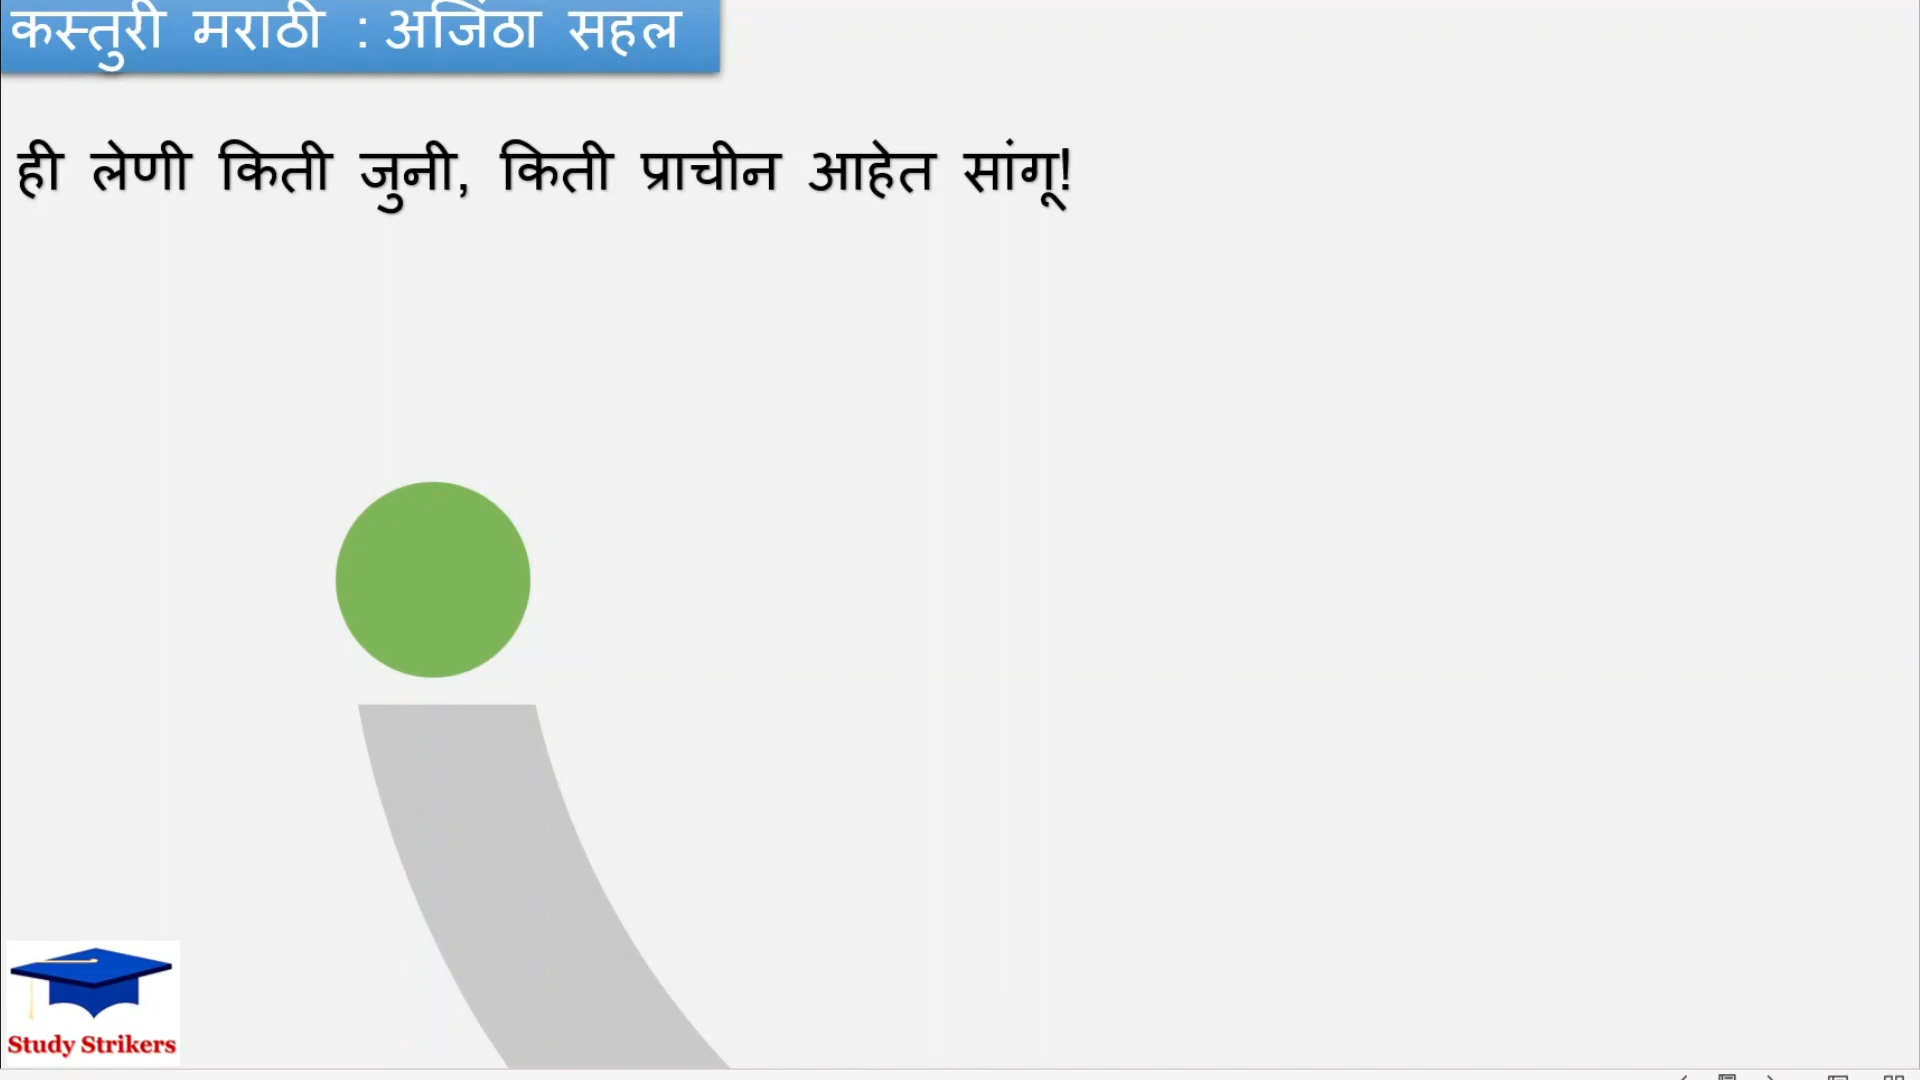 कस्तुरी मराठी : अजिंठा सहल
ही लेणी किती जुनी, किती प्राचीन आहेत सांगू!
Study Strikers